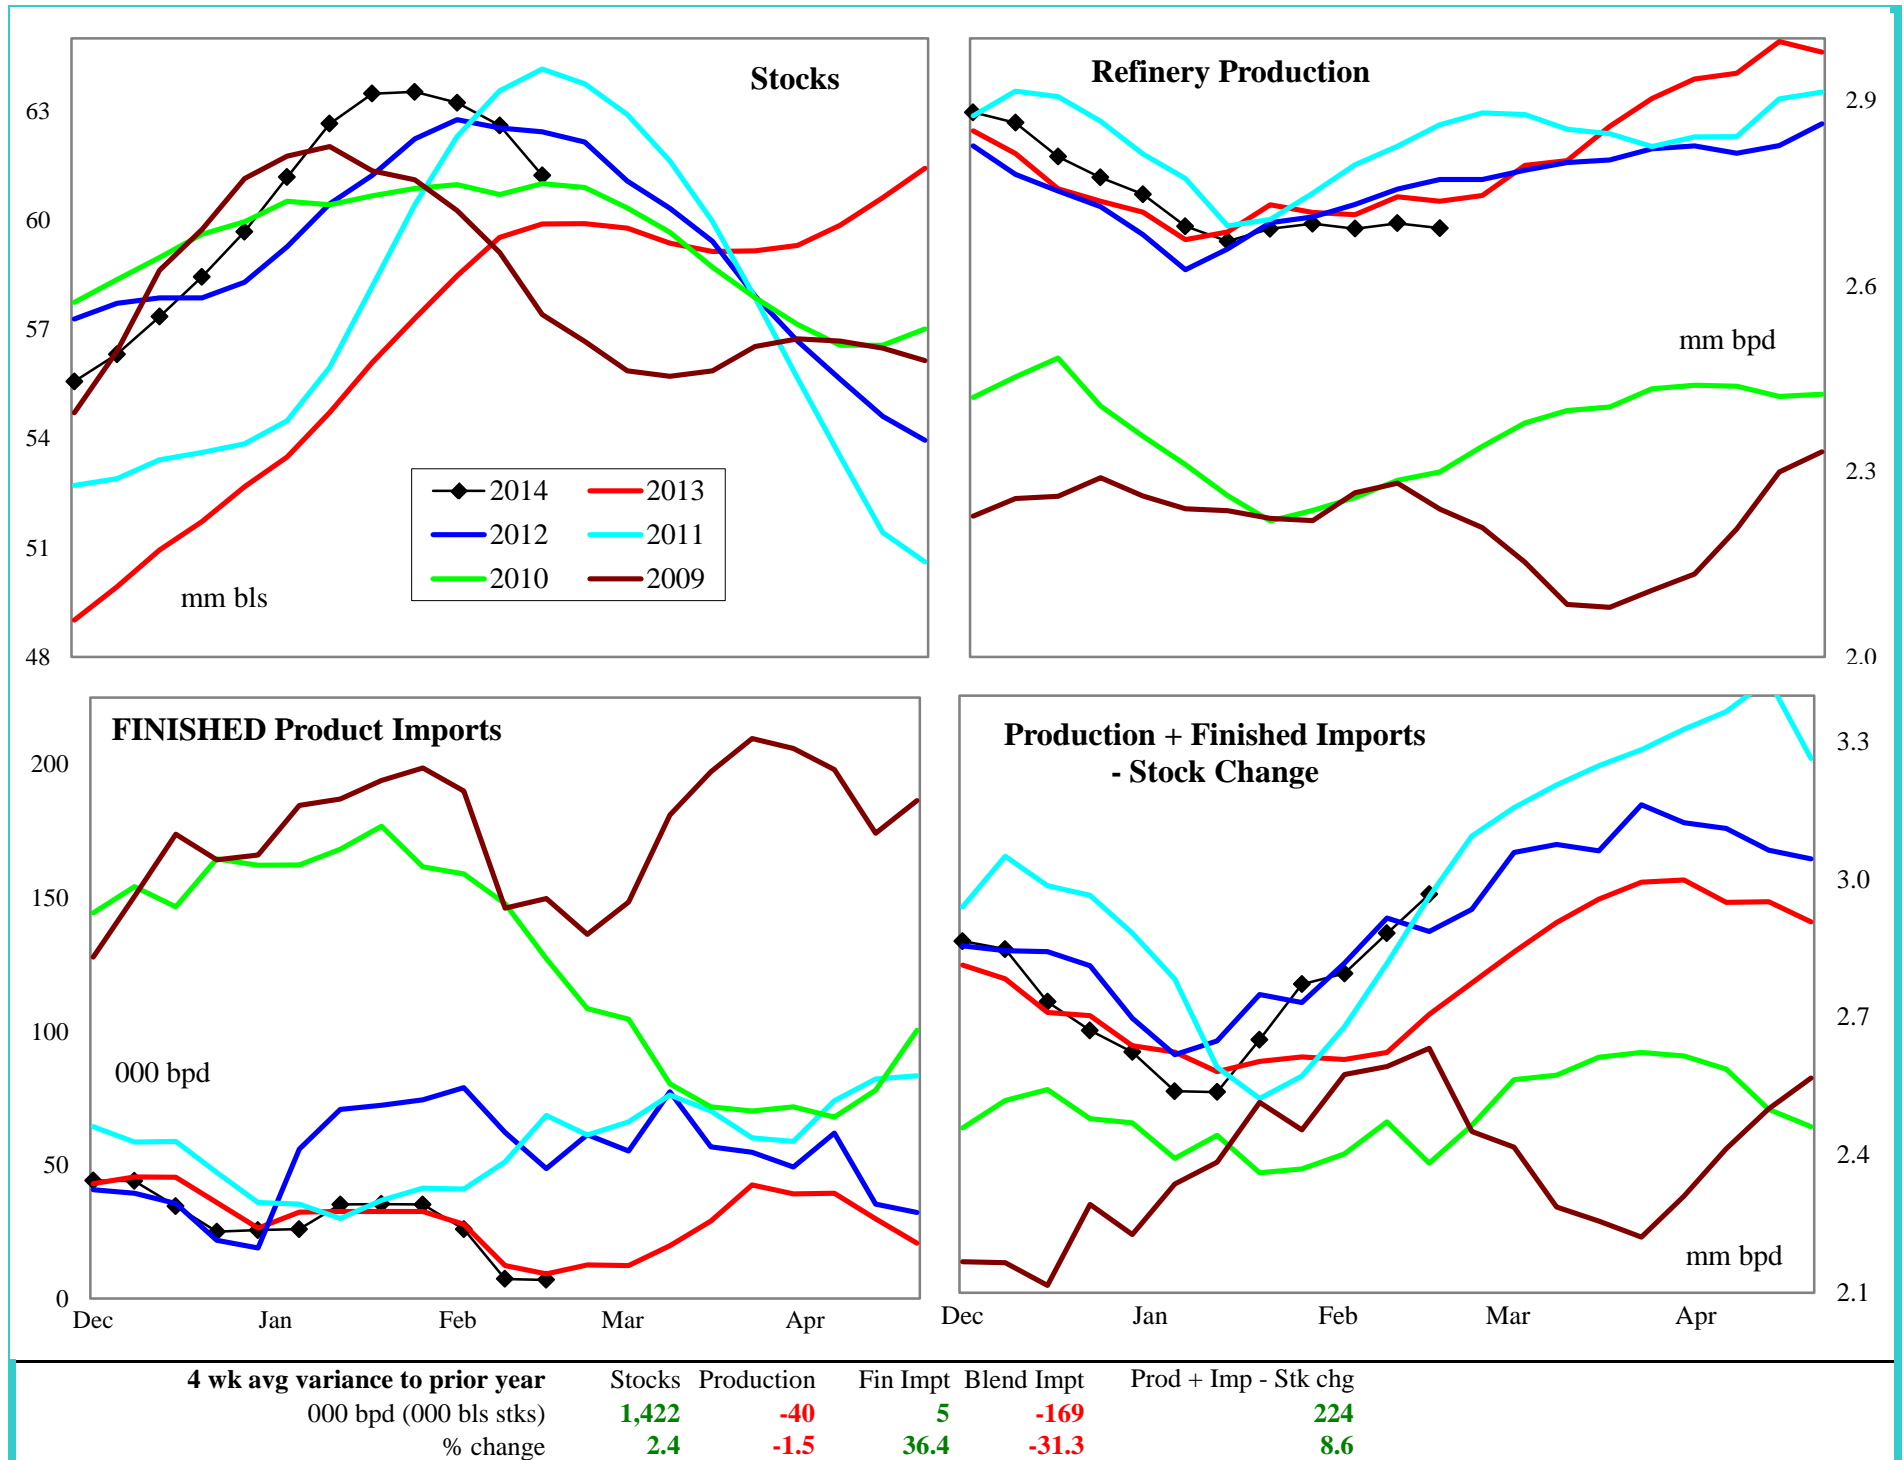 Stocks
63
60
57
54
51
48
2014
2013
2012
2011
2010
2009
mm bls
Refinery Production
2.9
2.6
2.3
2.0
mm bpd
FINISHED Product Imports
200
150
100
50
0
000 bpd
Dec Jan Feb Mar Apr
Production + Finished Imports
- Stock Change
3.3
3.0
2.7
2.4
2.1
mm bpd
Dec Jan Feb Mar Apr
4 wk avg variance to prior year Stocks Production Fin Impt Blend Impt Prod + Imp - Stk chg
000 bpd (000 bls stks) 1,422 -40 5 -169 224
% change 2.4 -1.5 36.4 -31.3 8.6